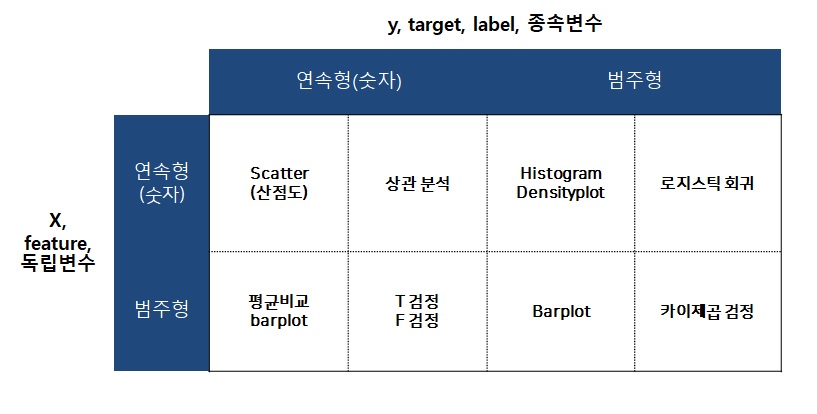 y, target, label, 종속변수
연속형(숫자)
범주형
X,
feature,
독립변수
연속형
(숫자)
Scatter
(산점도)
상관 분석
Histogram
Densityplot
로지스틱 회귀
범주형
평균비교
barplot
T 검정
F 검정
Barplot
카이제곱 검정